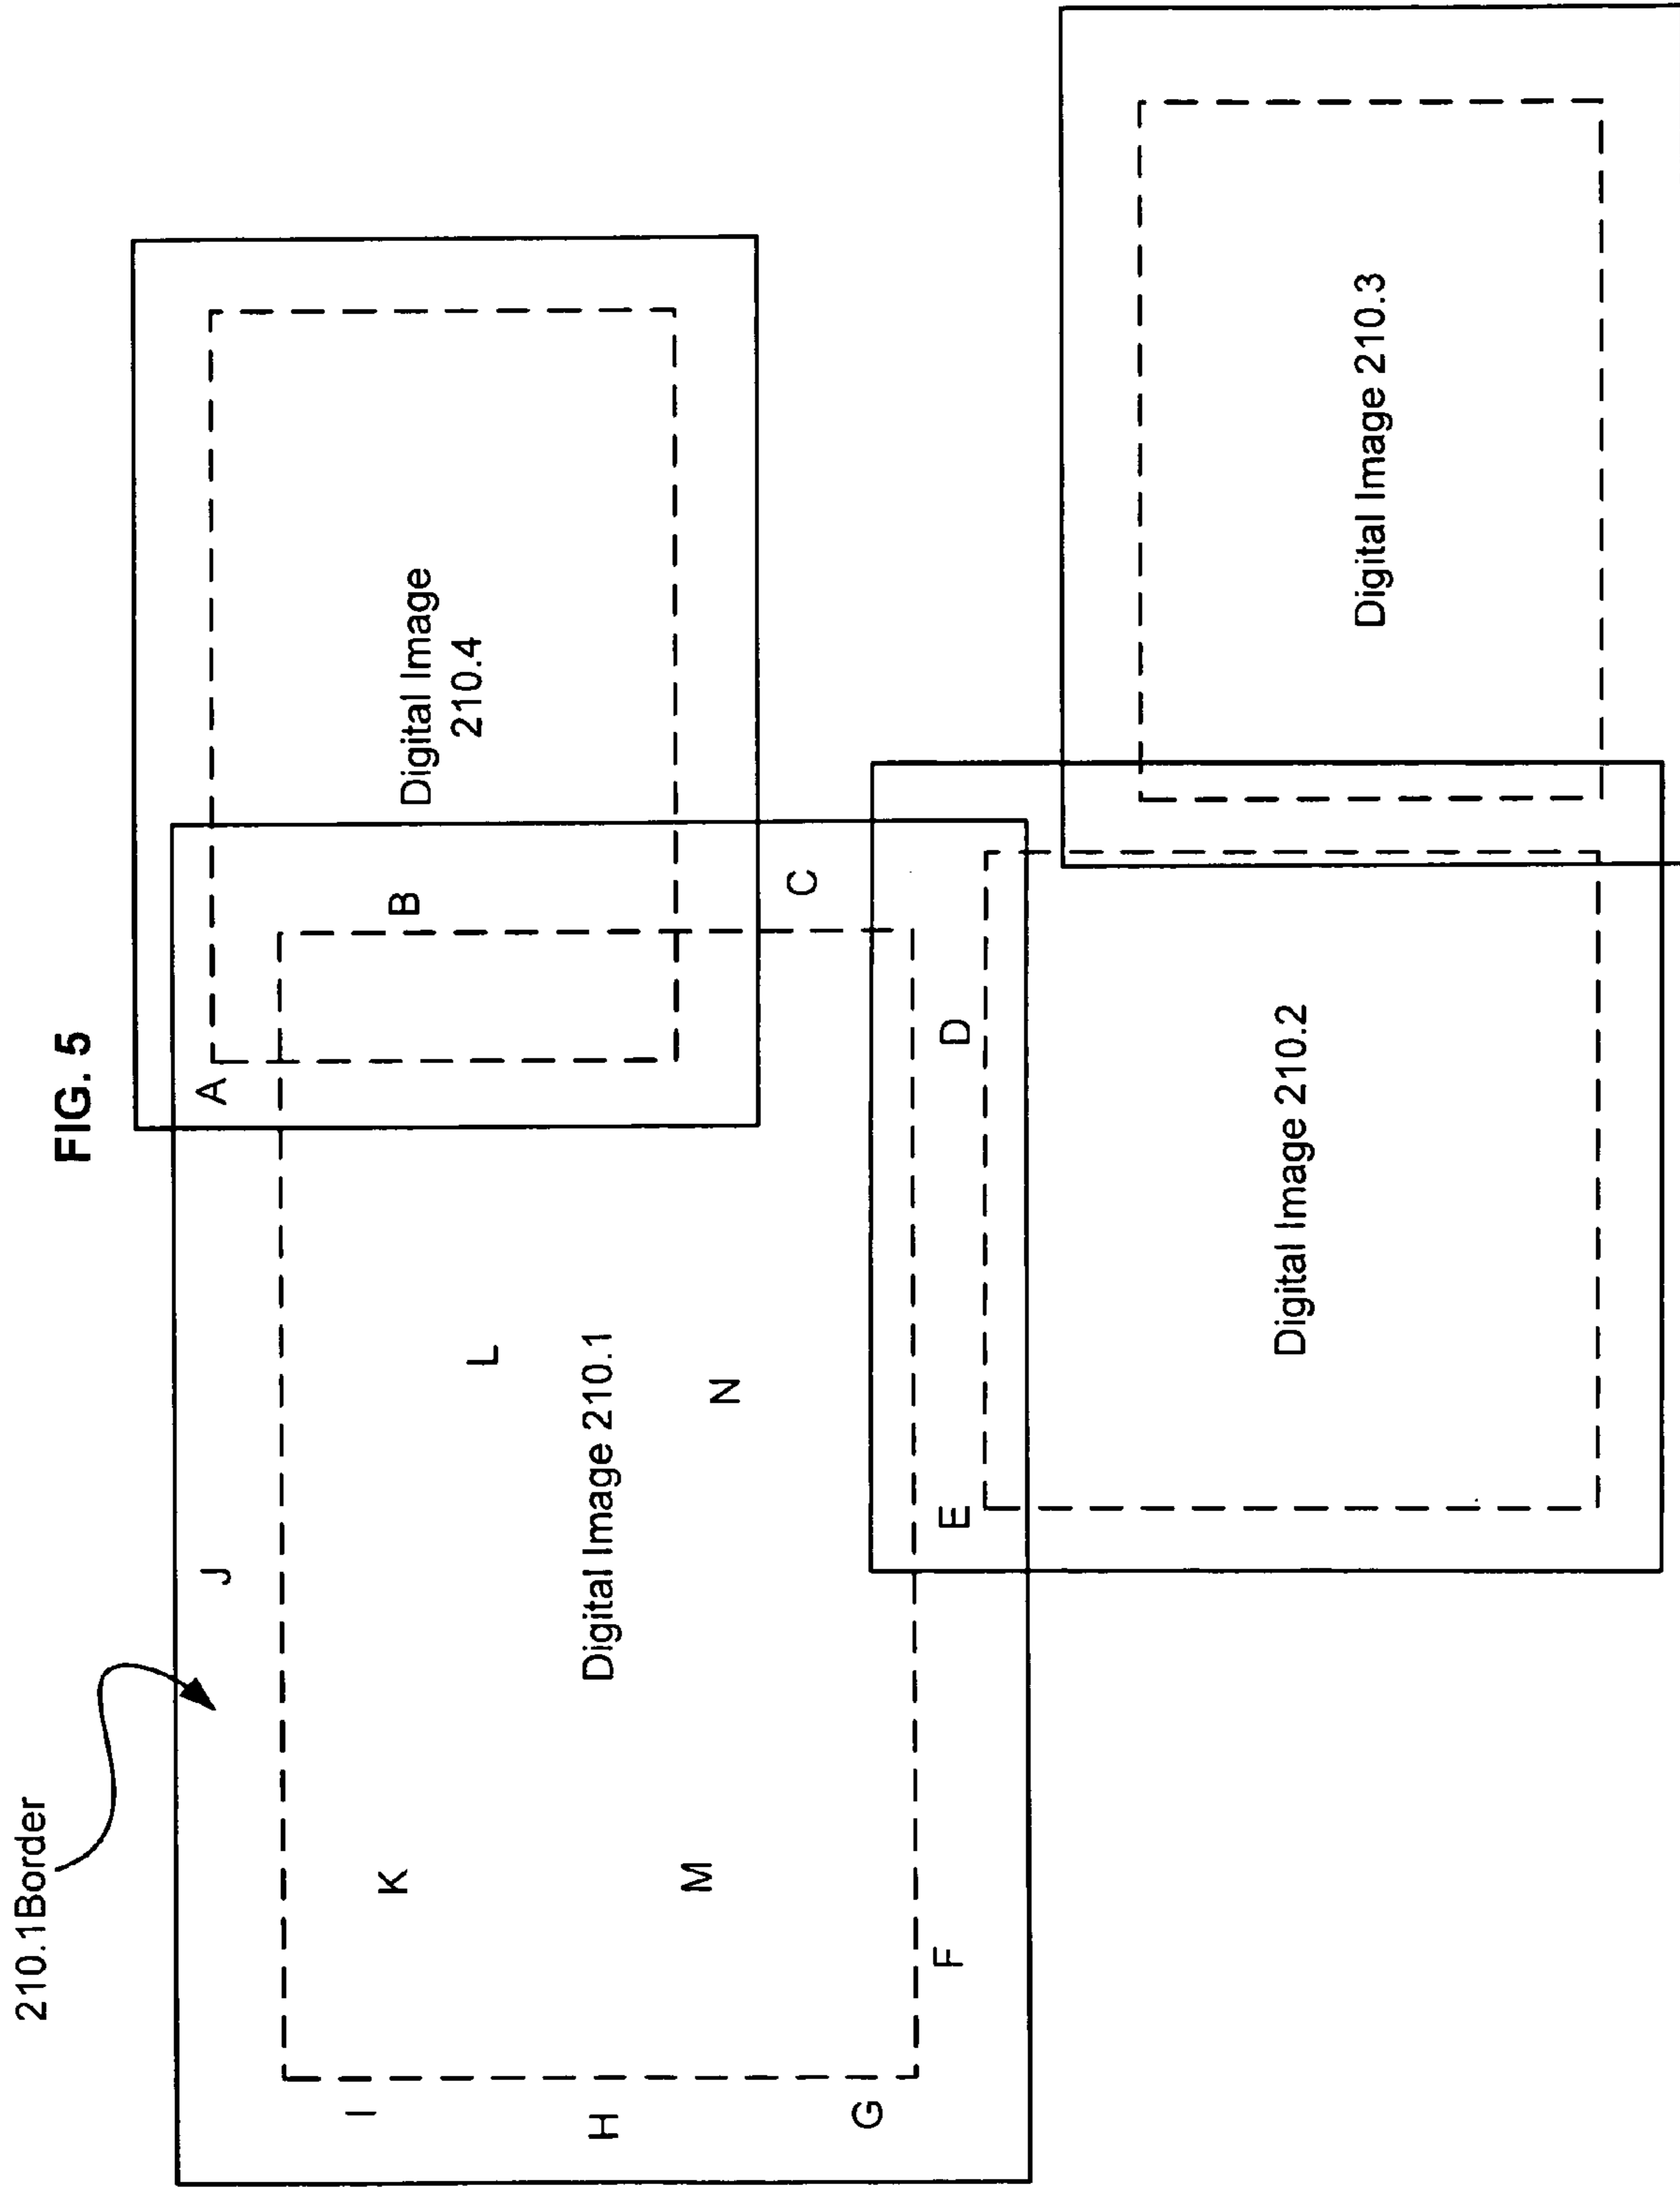 210.1Border
FIG. 5
J
A
I
K
B
Digital Image
210.4
L
H
Digital Image 210.1
M
N
C
G
F
E
D
Digital Image 210.2
Digital Image 210.3